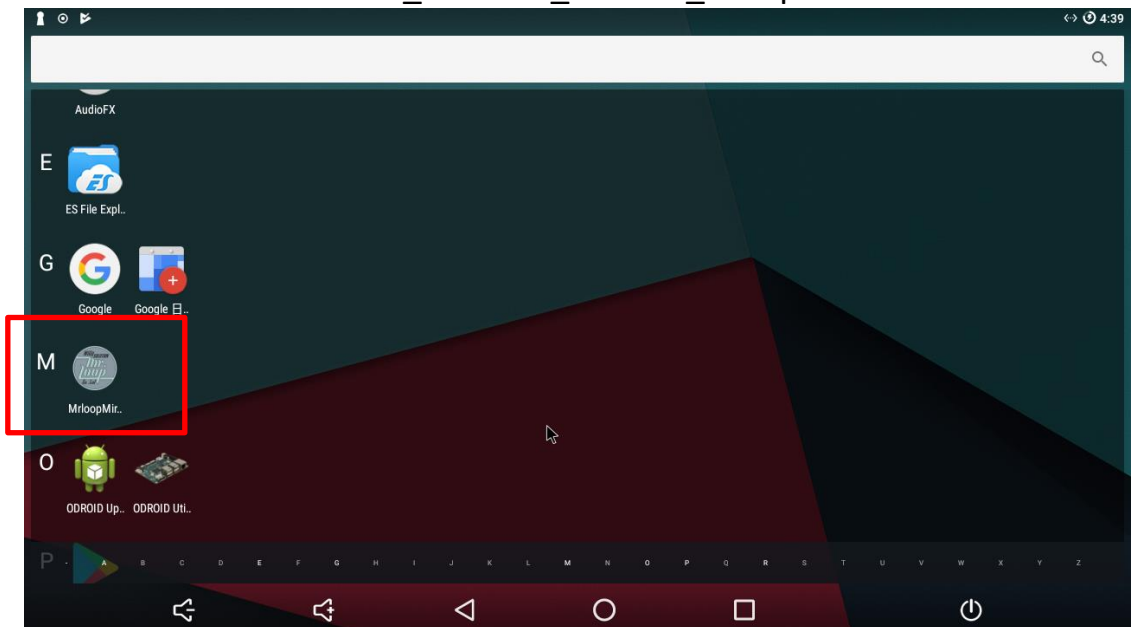 4:39
AudioFX
E
ES File Expl..
G
Google Google 日..
M
MrloopMir..
O
ODROID Up.. ODROID Uti..
P
A B C D E F G H I J K L M N O P Q R S T U V W X Y Z